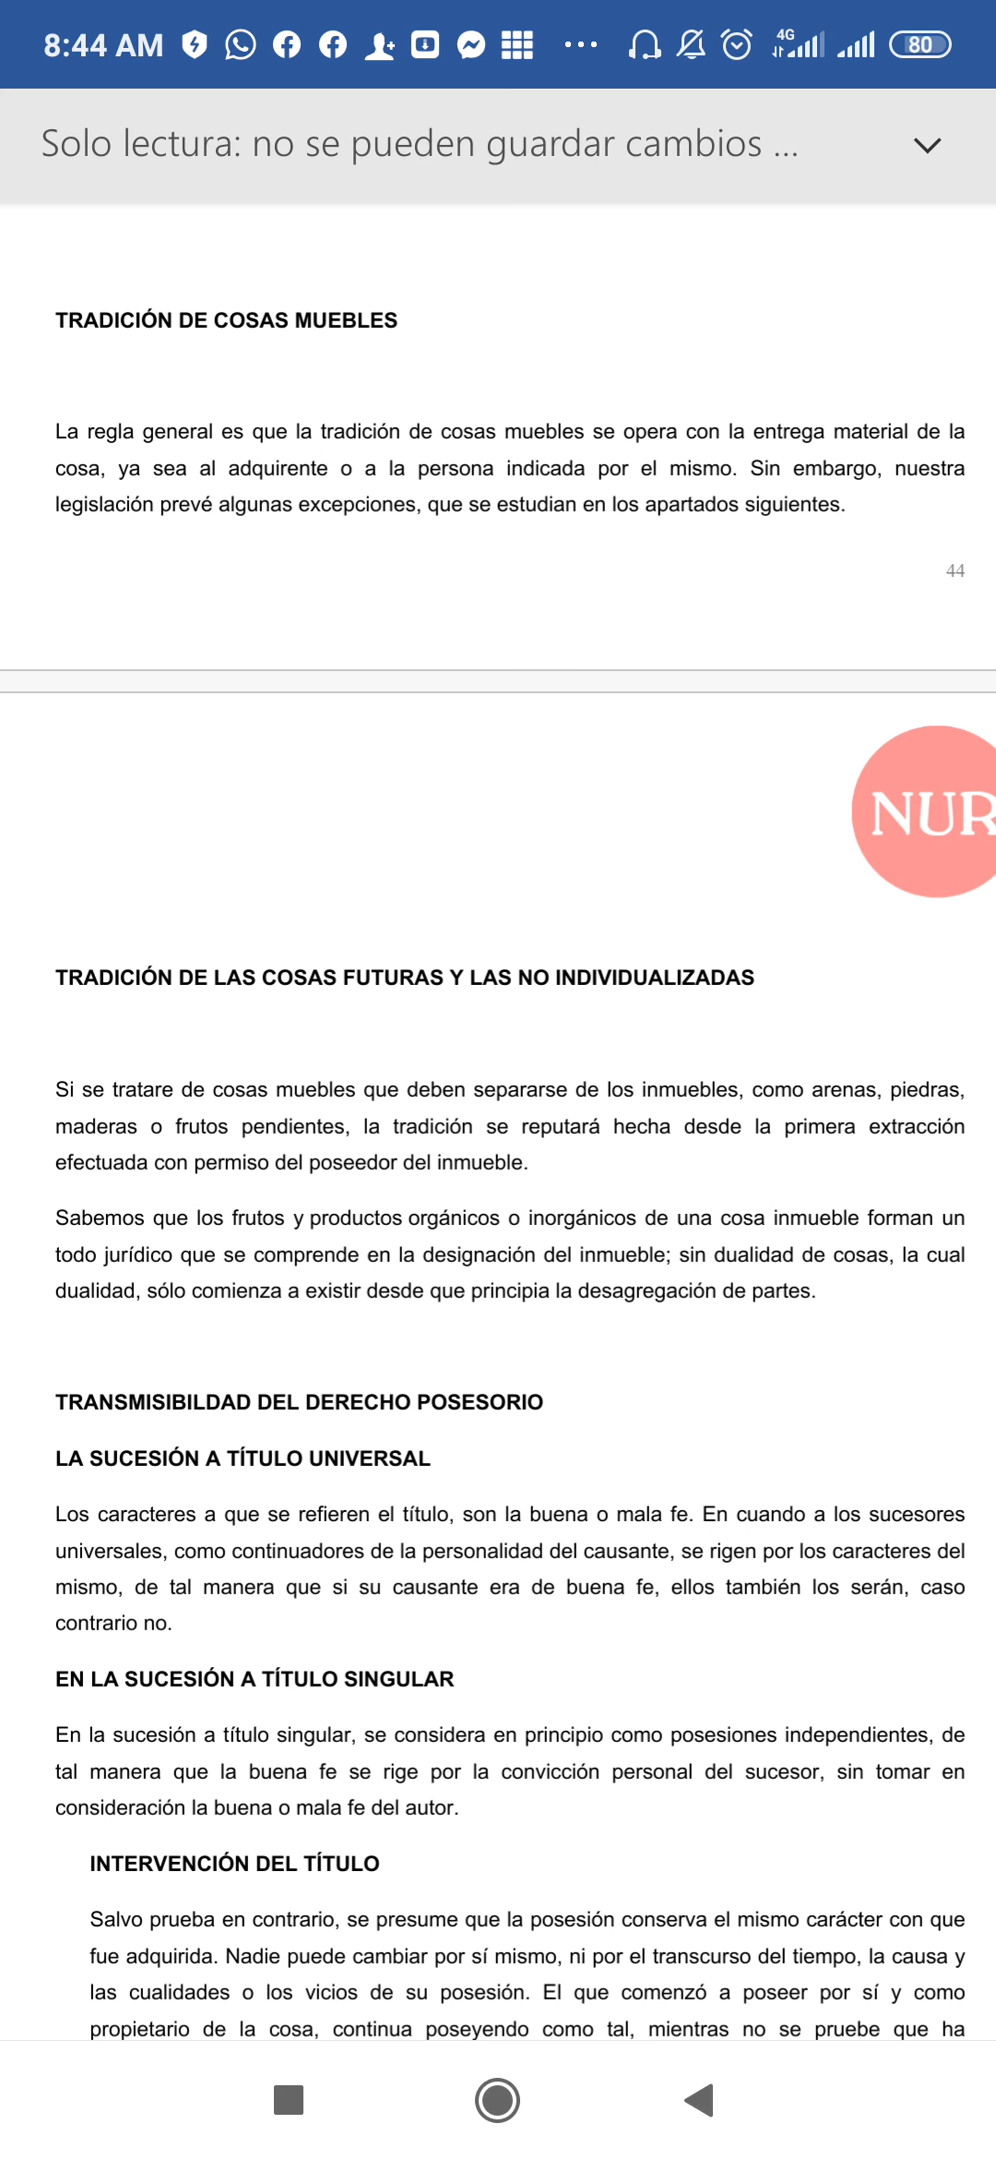 8:44 AM
4G
80
Solo lectura: no se pueden guardar cambios ...
TRADICIÓN DE COSAS MUEBLES
La regla general es que la tradición de cosas muebles se opera con la entrega material de la
cosa, ya sea al adquirente o a la persona indicada por el mismo. Sin embargo, nuestra
legislación prevé algunas excepciones, que se estudian en los apartados siguientes.
44
NUR
TRADICIÓN DE LAS COSAS FUTURAS Y LAS NO INDIVIDUALIZADAS
Si se tratare de cosas muebles que deben separarse de los inmuebles, como arenas, piedras,
maderas o frutos pendientes, la tradición se reputará hecha desde la primera extracción
efectuada con permiso del poseedor del inmueble.
Sabemos que los frutos y productos orgánicos o inorgánicos de una cosa inmueble forman un
todo jurídico que se comprende en la designación del inmueble; sin dualidad de cosas, la cual
dualidad, sólo comienza a existir desde que principia la desagregación de partes.
TRANSMISIBILDAD DEL DERECHO POSESORIO
LA SUCESIÓN A TÍTULO UNIVERSAL
Los caracteres a que se refieren el título, son la buena o mala fe. En cuando a los sucesores
universales, como continuadores de la personalidad del causante, se rigen por los caracteres del
mismo, de tal manera que si su causante era de buena fe, ellos también los serán, caso
contrario no.
EN LA SUCESIÓN A TÍTULO SINGULAR
En la sucesión a título singular, se considera en principio como posesiones independientes, de
tal manera que la buena fe se rige por la convicción personal del sucesor, sin tomar en
consideración la buena o mala fe del autor.
INTERVENCIÓN DEL TÍTULO
Salvo prueba en contrario, se presume que la posesión conserva el mismo carácter con que
fue adquirida. Nadie puede cambiar por sí mismo, ni por el transcurso del tiempo, la causa y
las cualidades o los vicios de su posesión. El que comenzó a poseer por sí y como
propietario de la cosa, continua poseyendo como tal, mientras no se pruebe que ha